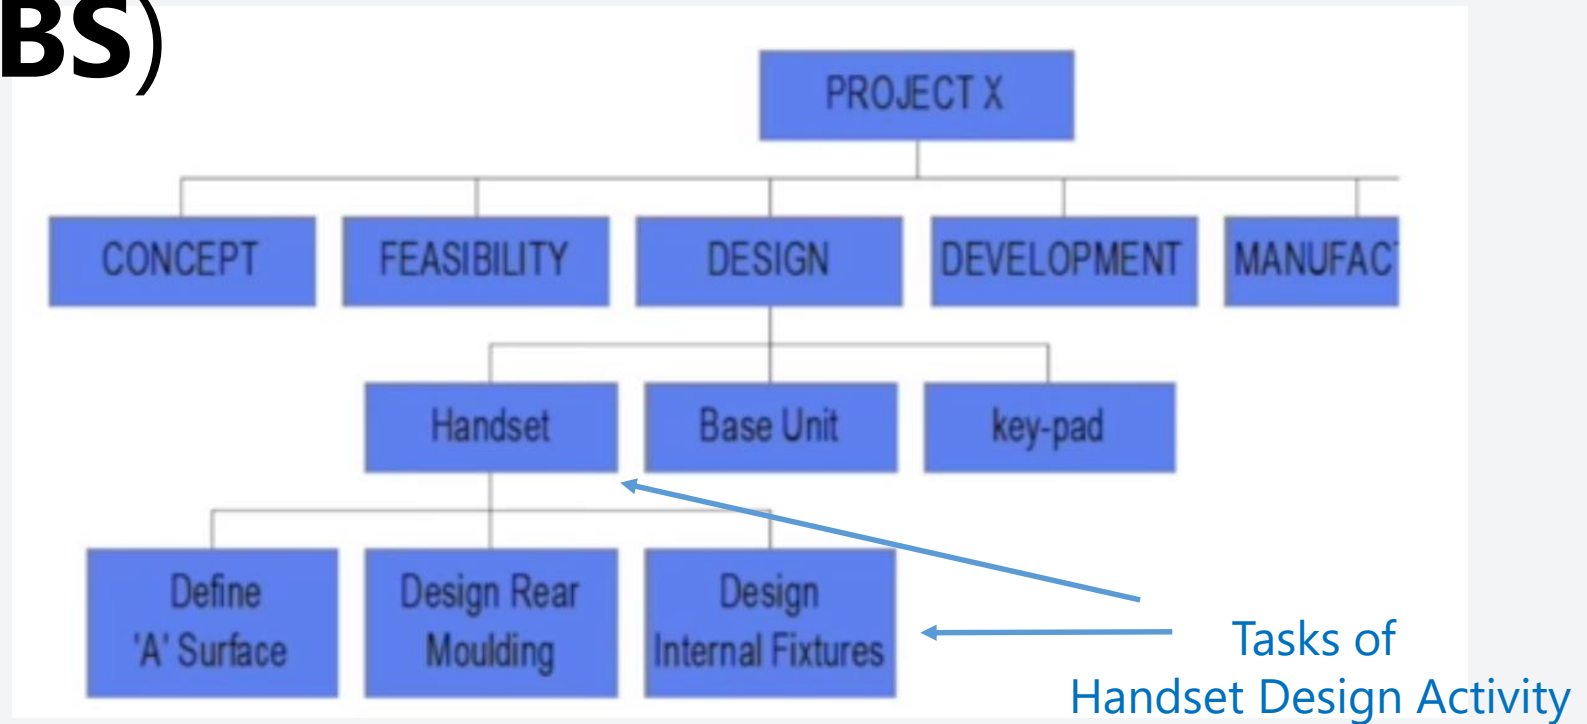 BS)
PROJECT X
CONCEPT
FEASIBILITY
DESIGN
DEVELOPMENT
MANUFAC
Handset
Base Unit
key-pad
Define
'A' Surface
Design Rear
Moulding
Design
Internal Fixtures
Tasks of
Handset Design Activity